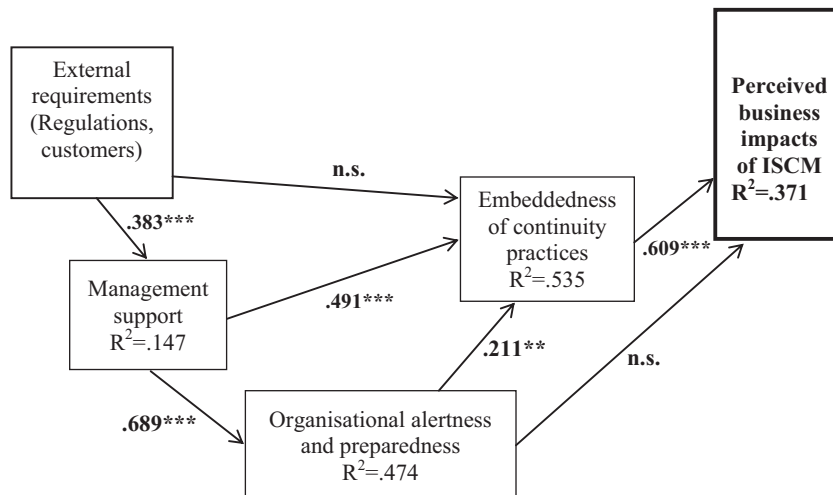 External
requirements
(Regulations,
customers)
n.s.
Perceived
business
impacts
of ISCM
R²=.371
.383***
Embeddedness
of continuity
practices
R²=.535
.609***
Management
support
R²=.147
.491***
.211**
n.s.
.689***
Organisational alertness
and preparedness
R²=.474